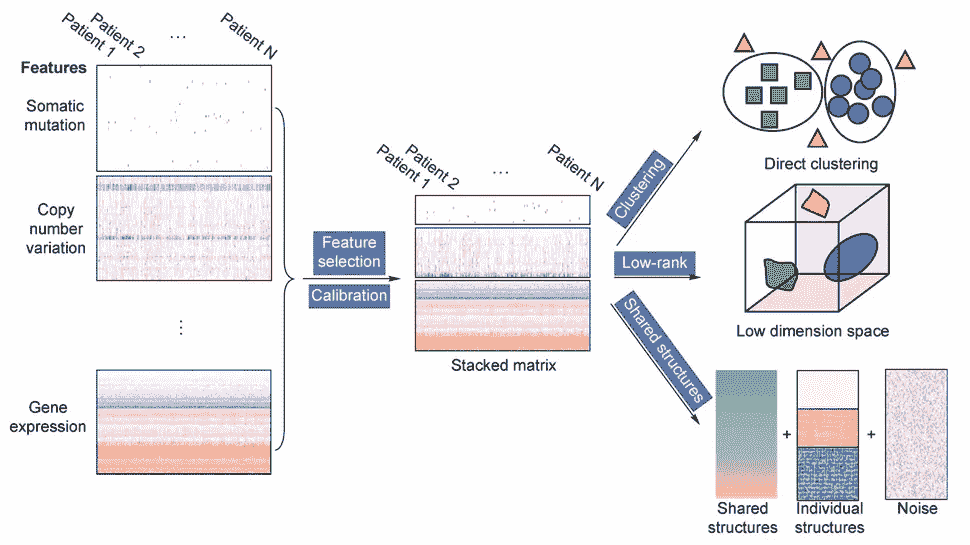 Patient 1
Patient 2
...
Patient N
Features
Somatic
mutation
Copy
number
variation
⋮
Gene
expression
Feature
selection
Calibration
Patient 1
Patient 2
...
Patient N
Stacked matrix
Clustering
Low-rank
Shared structures
Direct clustering
Low dimension space
+
+
Shared
structures
Individual
structures
Noise